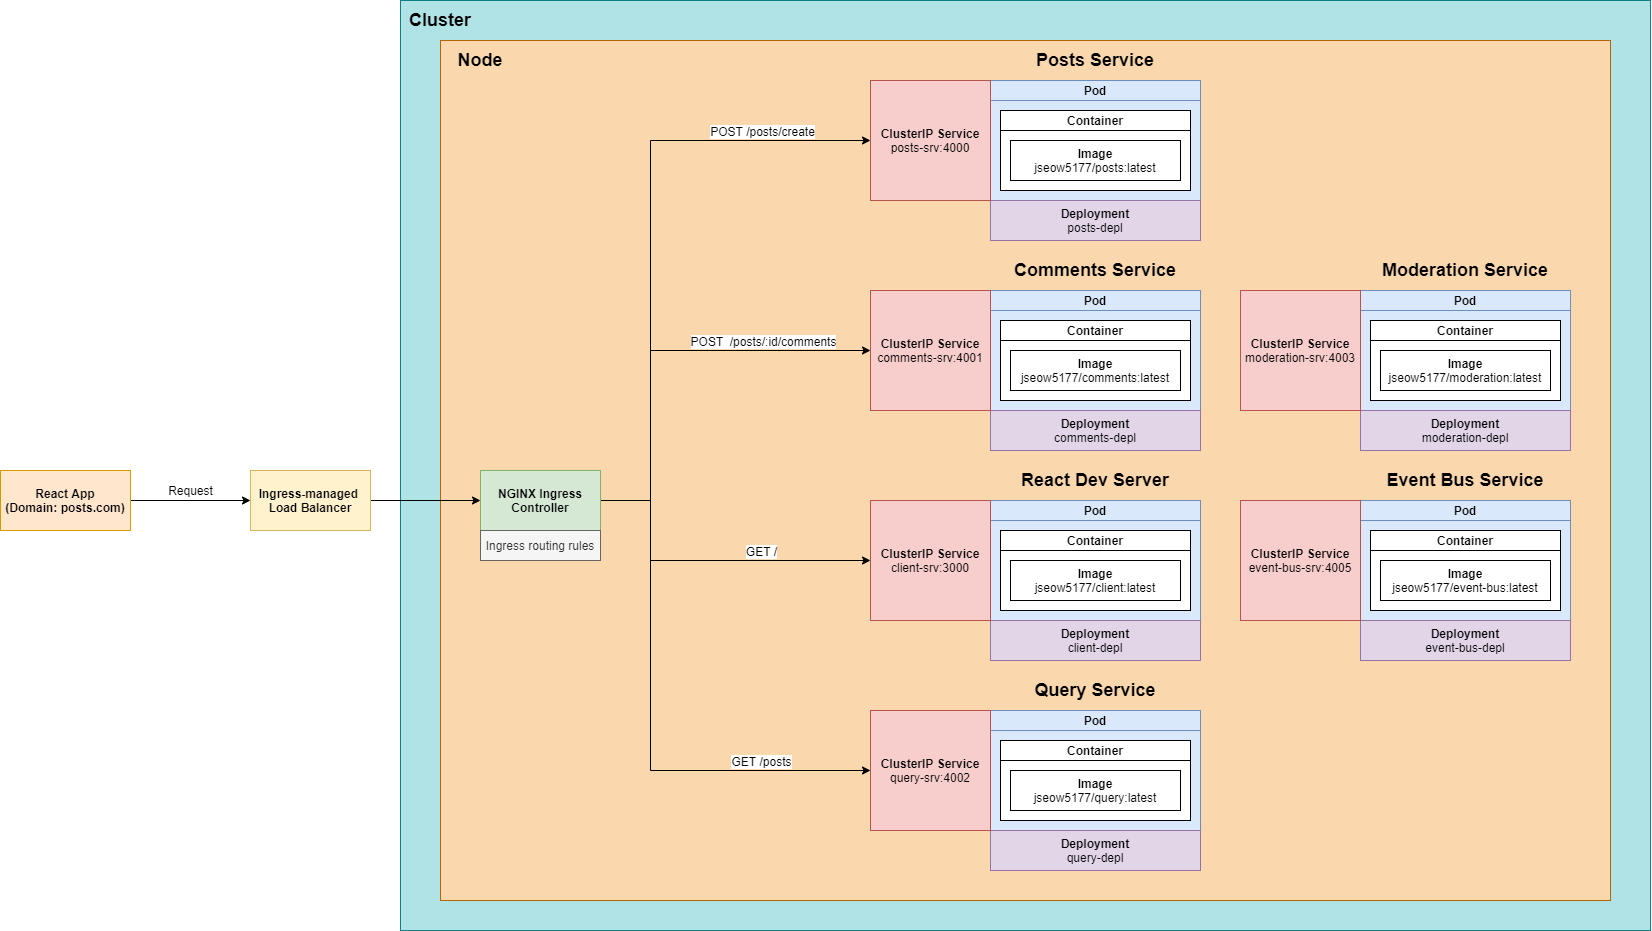 Cluster
Node
Posts Service
Pod
Container
Image
jseow5177/posts:latest
ClusterIP Service
posts-srv:4000
Deployment
posts-depl
POST /posts/create
Comments Service
Pod
Container
Image
jseow5177/comments:latest
ClusterIP Service
comments-srv:4001
Deployment
comments-depl
POST /posts/:id/comments
Moderation Service
Pod
Container
Image
jseow5177/moderation:latest
ClusterIP Service
moderation-srv:4003
Deployment
moderation-depl
React App
(Domain: posts.com)
Request
Ingress-managed
Load Balancer
NGINX Ingress
Controller
Ingress routing rules
React Dev Server
Pod
Container
Image
jseow5177/client:latest
ClusterIP Service
client-srv:3000
Deployment
client-depl
GET /
Event Bus Service
Pod
Container
Image
jseow5177/event-bus:latest
ClusterIP Service
event-bus-srv:4005
Deployment
event-bus-depl
Query Service
Pod
Container
Image
jseow5177/query:latest
ClusterIP Service
query-srv:4002
Deployment
query-depl
GET /posts